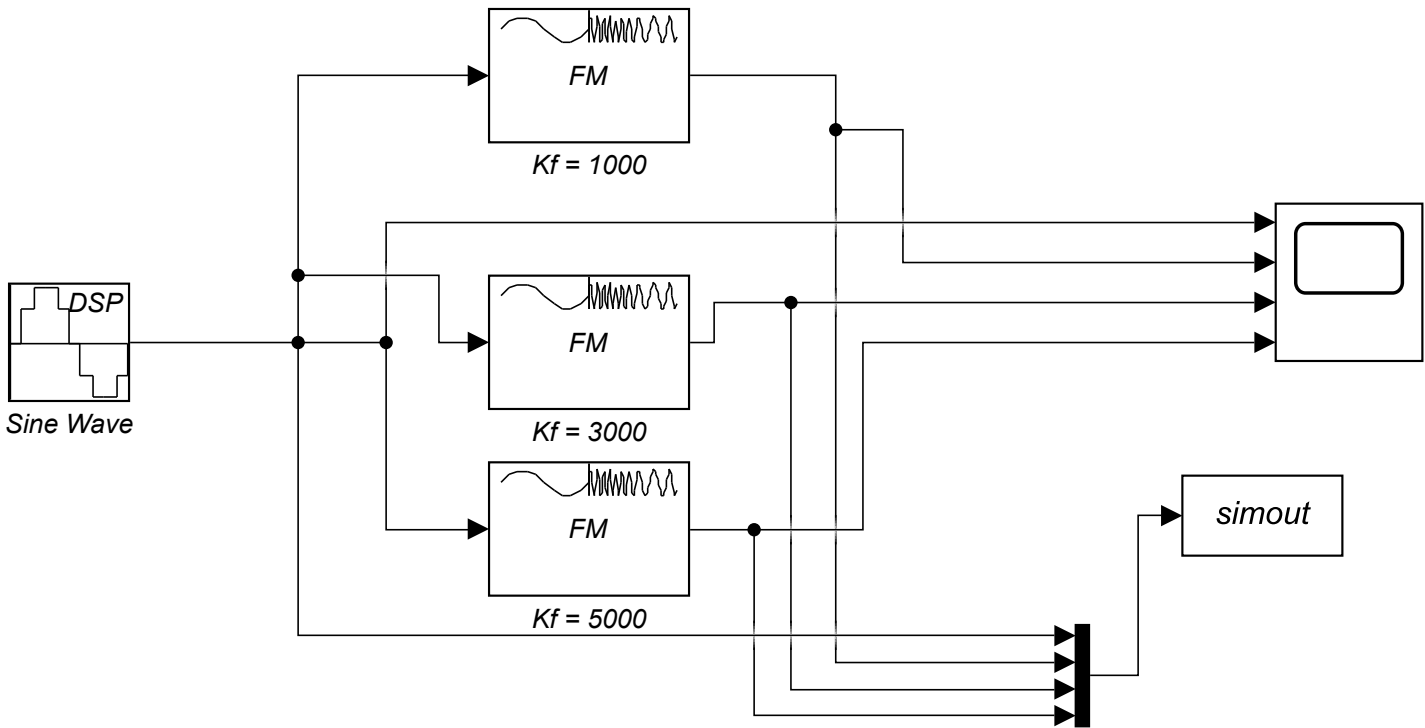 FM
Kf = 1000
DSP
Sine Wave
FM
Kf = 3000
FM
Kf = 5000
simout